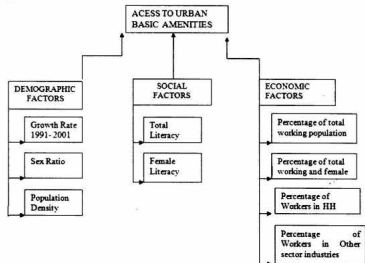 ACESS TO URBAN
BASIC AMENITIES
DEMOGRAPHIC
FACTORS
Growth Rate
1991- 2001
Sex Ratio
Population
Density
SOCIAL
FACTORS
Total
Literacy
Female
Literacy
ECONOMIC
FACTORS
Percentage of total
working population
Percentage of total
working and female
Percentage of
Workers in HH
Percentage of
Workers in Other
sector industries